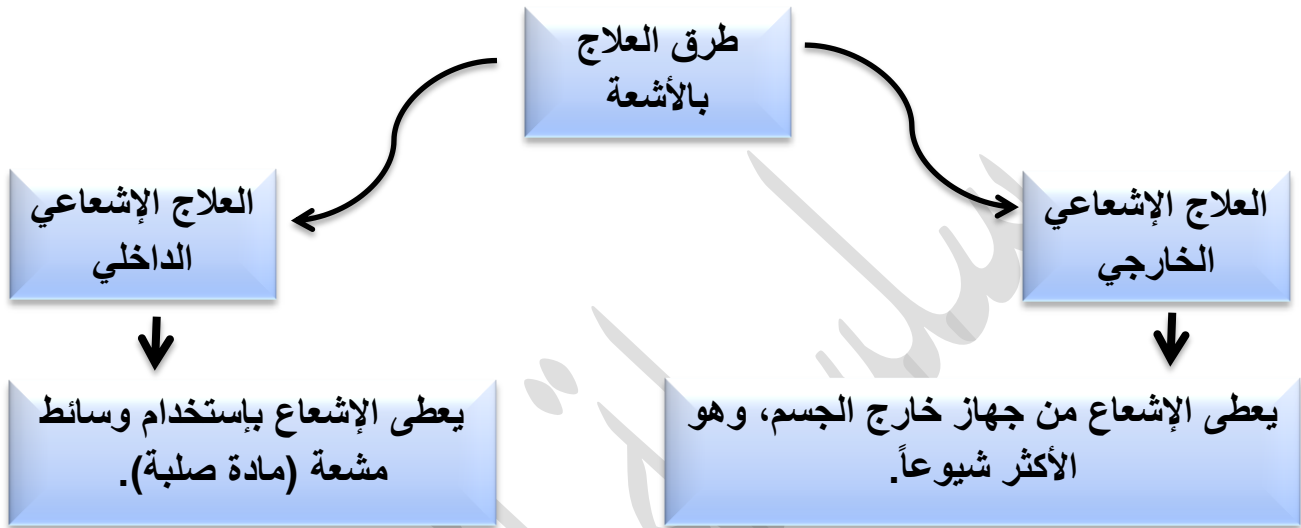 طرق العلاج
بالأشعة
العلاج الإشعاعي
الخارجي
العلاج الإشعاعي
الداخلي
يعطى الإشعاع من جهاز خارج الجسم، وهو
الأكثر شيوعاً.
يعطى الإشعاع بإستخدام وسائط
مشعة (مادة صلبة).